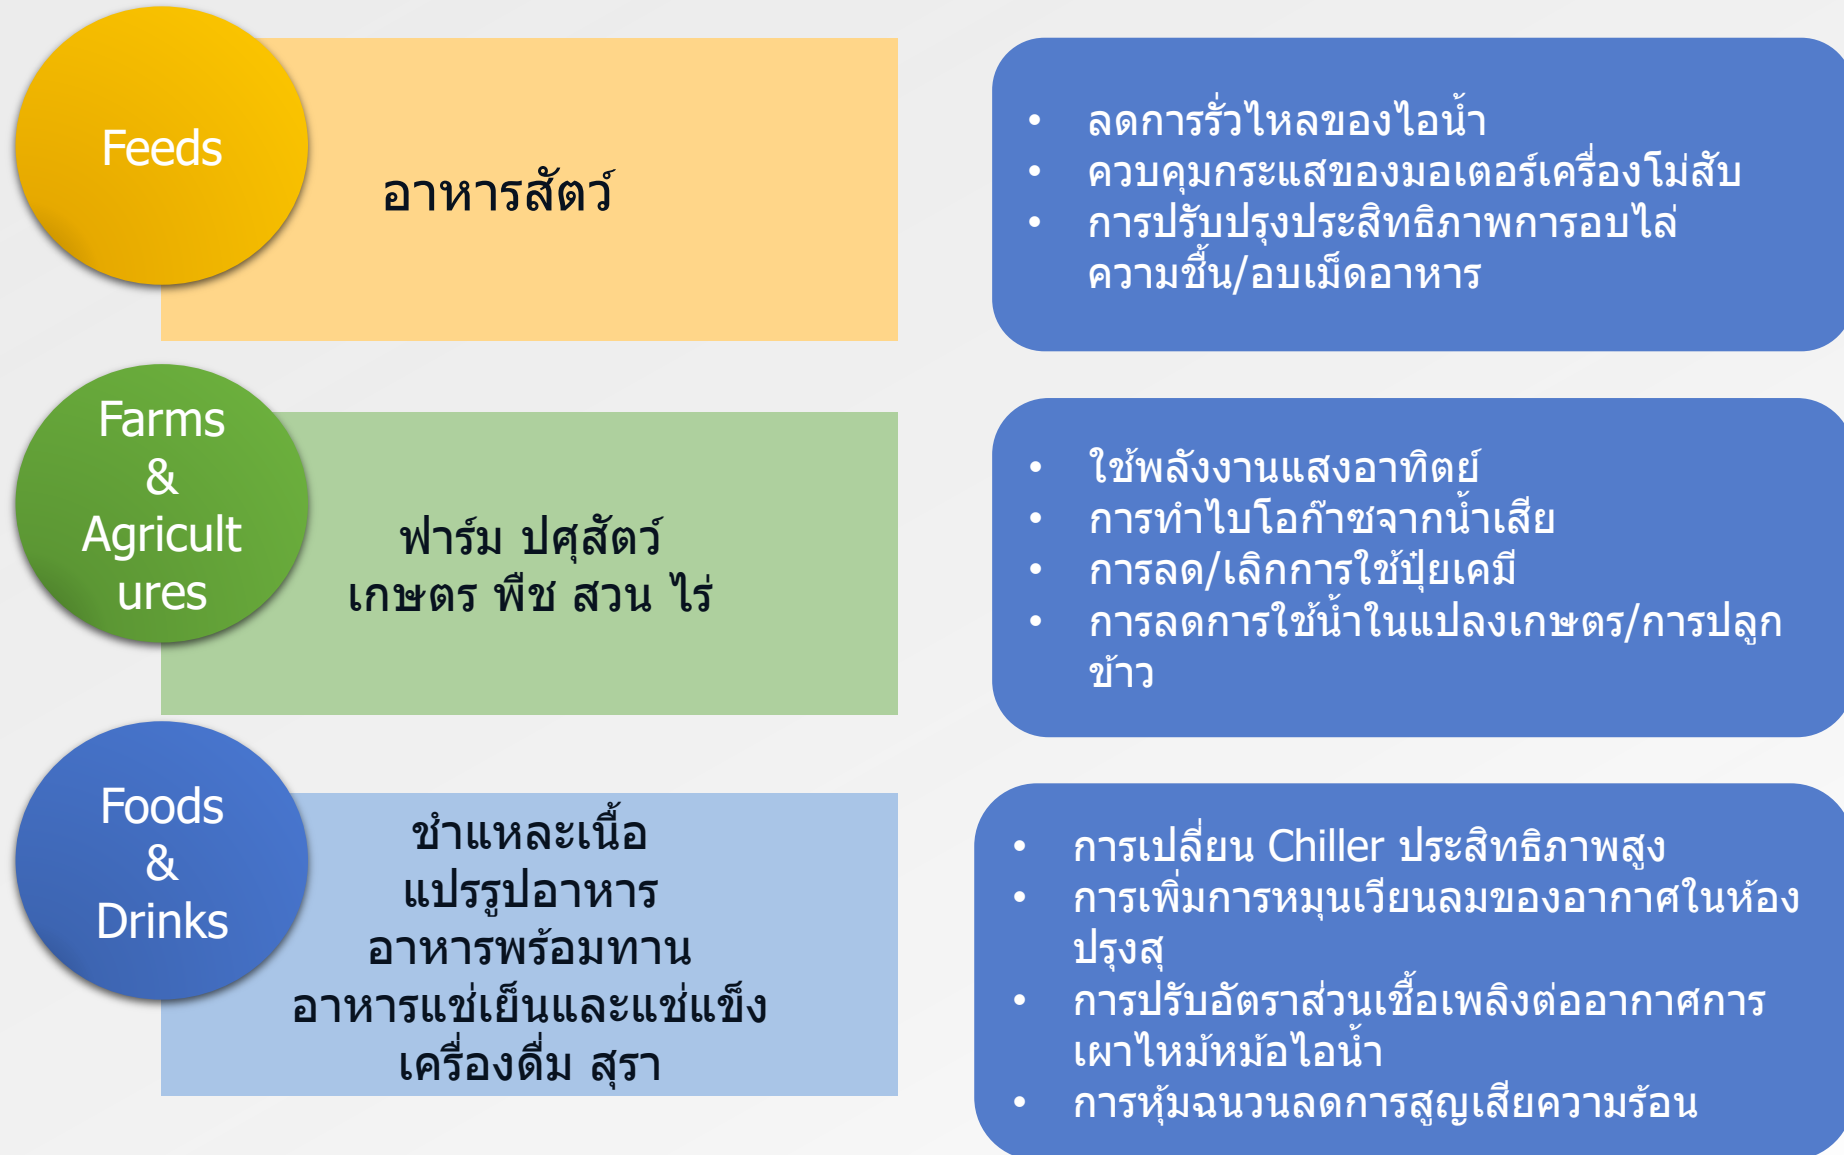 Feeds
อาหารสัตว์
• ลดการรั่วไหลของไอน้ำ
• ควบคุมกระแสของมอเตอร์เครื่องโม่สับ
• การปรับปรุงประสิทธิภาพการอบไล่
ความชื้น/อบเม็ดอาหาร
Farms
&
Agricult
ures
ฟาร์ม ปศุสัตว์
เกษตร พืช สวน ไร่
• ใช้พลังงานแสงอาทิตย์
• การทำไบโอก๊าซจากน้ำเสีย
• การลด/เลิกการใช้ปุ๋ยเคมี
• การลดการใช้น้ำในแปลงเกษตร/การปลูก
ข้าว
Foods
&
Drinks
ชำแหละเนื้อ
แปรรูปอาหาร
อาหารพร้อมทาน
อาหารแช่เย็นและแช่แข็ง
เครื่องดื่ม สุรา
• การเปลี่ยน Chiller ประสิทธิภาพสูง
• การเพิ่มการหมุนเวียนลมของอากาศในห้อง
ปรุงสุ
• การปรับอัตราส่วนเชื้อเพลิงต่ออากาศการ
เผาไหม้หม้อไอน้ำ
• การหุ้มฉนวนลดการสูญเสียความร้อน